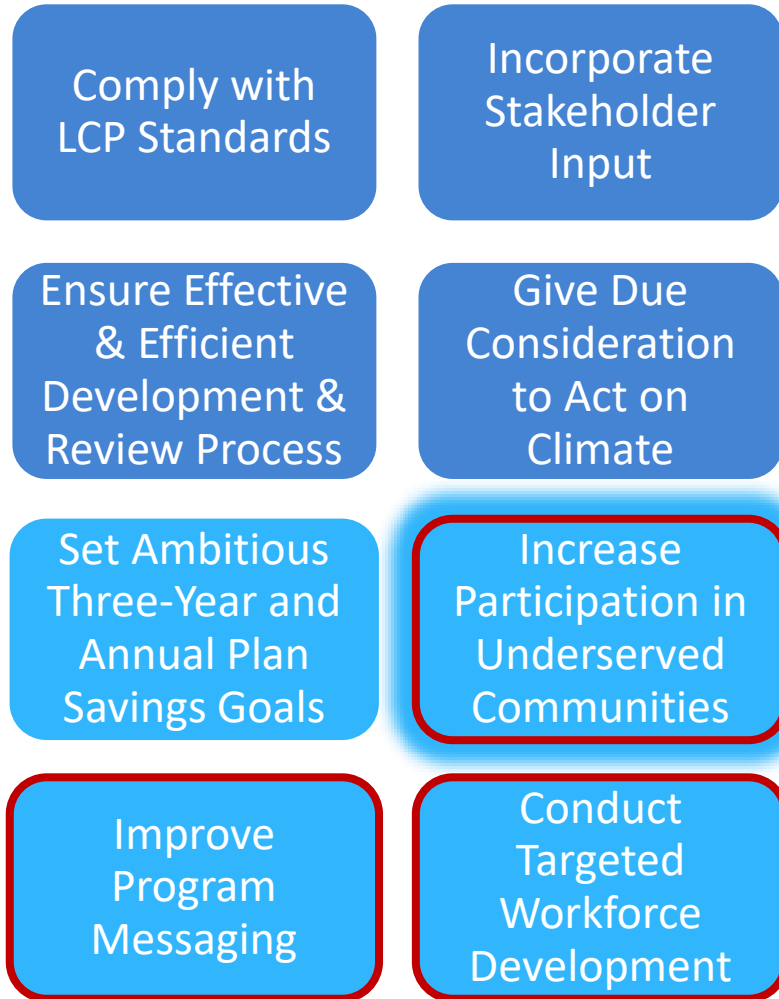 Comply with
LCP Standards
Incorporate
Stakeholder
Input
Ensure Effective
& Efficient
Development &
Review Process
Give Due
Consideration
to Act on
Climate
Set Ambitious
Three-Year and
Annual Plan
Savings Goals
Increase
Participation in
Underserved
Communities
Improve
Program
Messaging
Conduct
Targeted
Workforce
Development